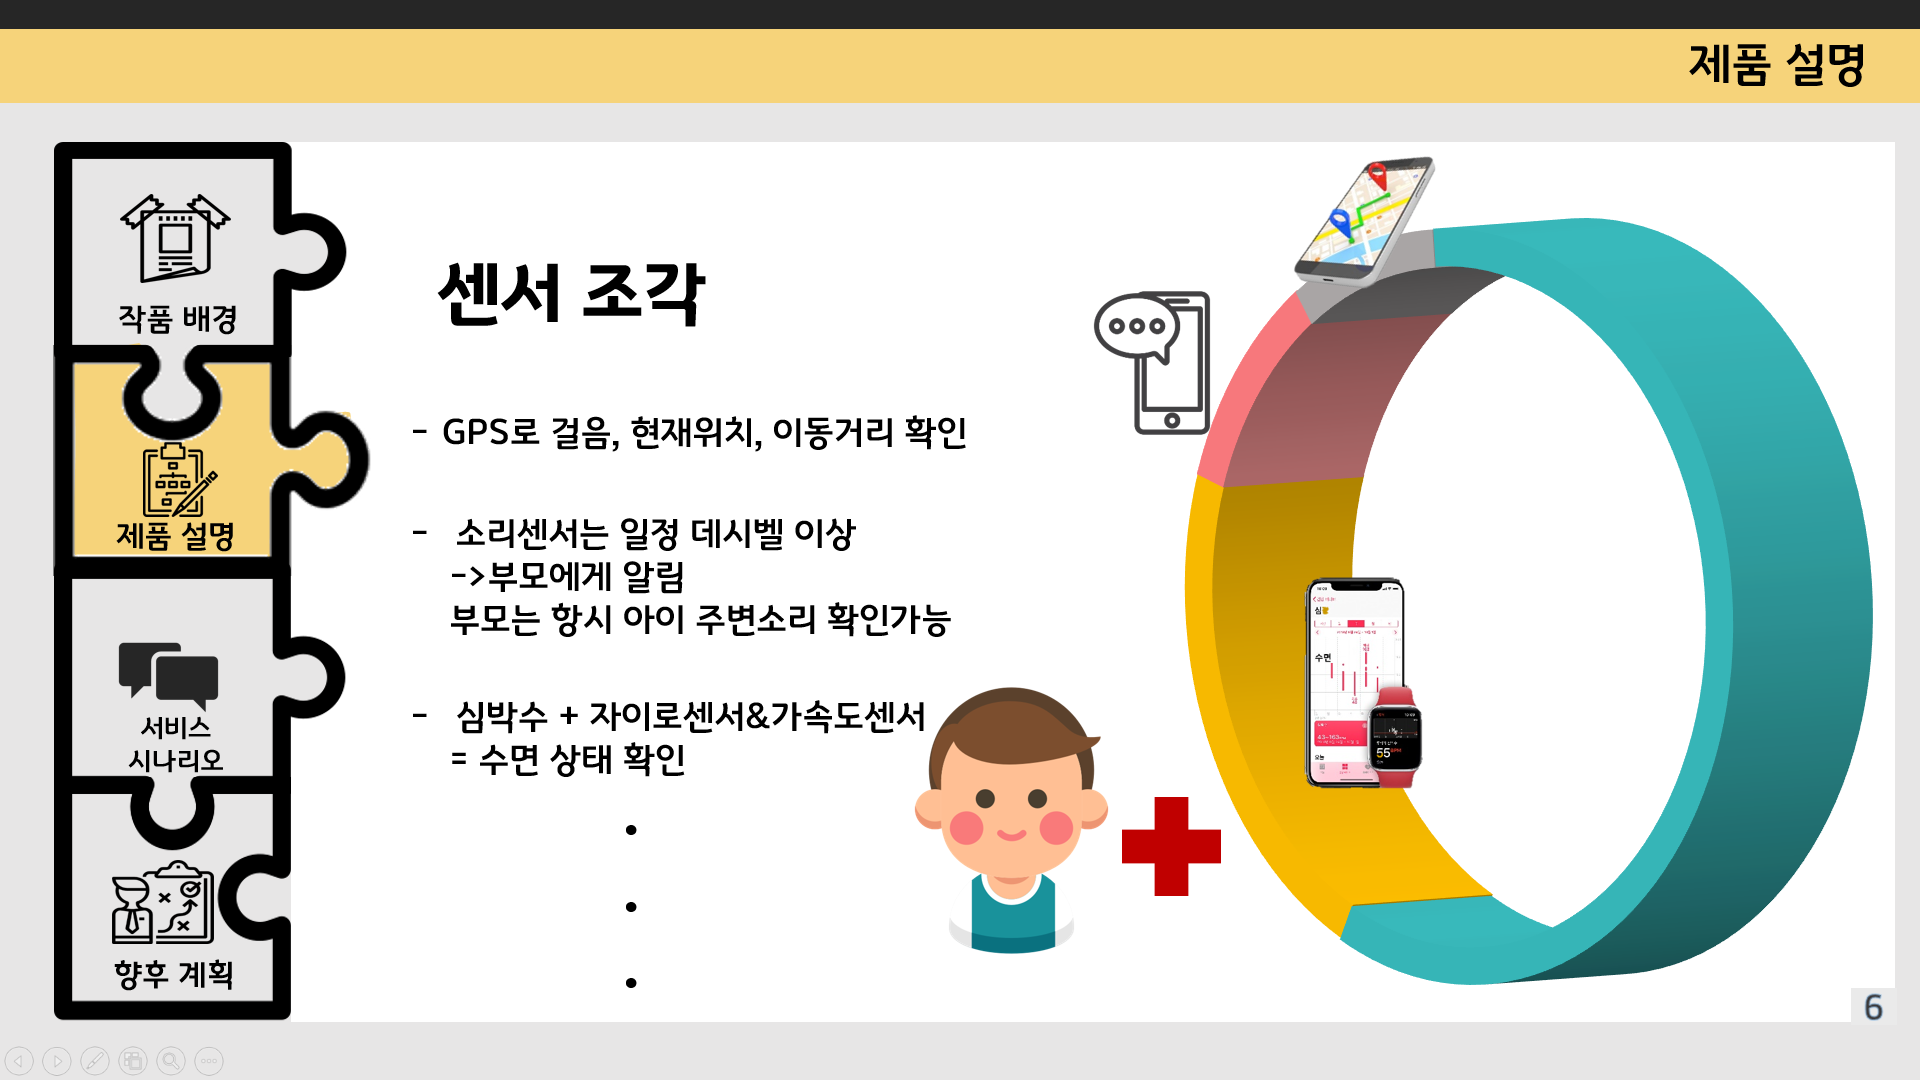 제품 설명
작품 배경
제품 설명
서비스
시나리오
향후 계획
센서 조각
- GPS로 걸음, 현재위치, 이동거리 확인
- 소리센서는 일정 데시벨 이상
->부모에게 알림
부모는 항시 아이 주변소리 확인가능
- 심박수 + 자이로센서&가속도센서
= 수면 상태 확인
•
•
•
수면
55
6